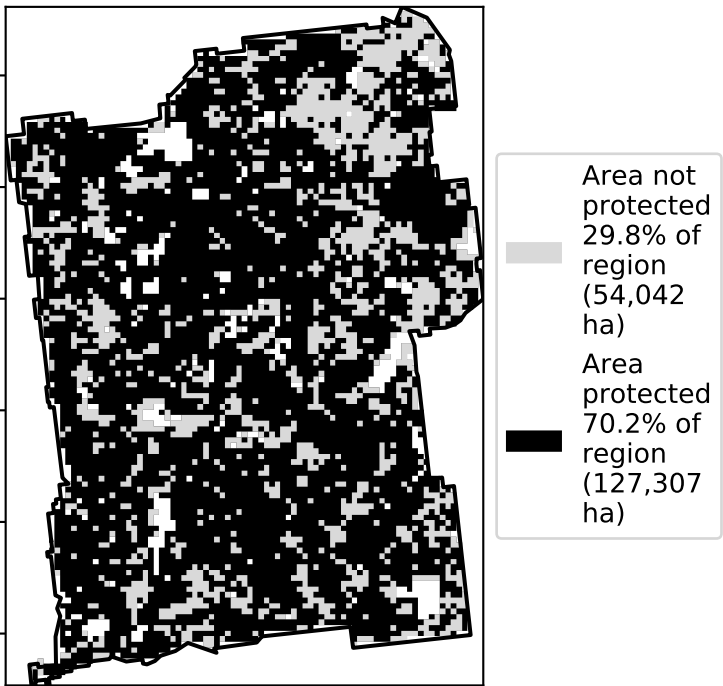 Area not
protected
29.8% of
region
(54,042
ha)
Area
protected
70.2% of
region
(127,307
ha)